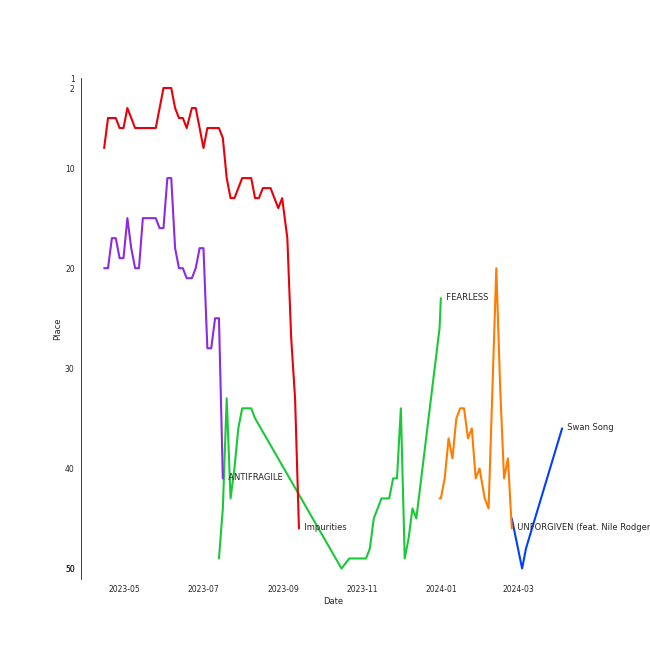 1
2
10
20
30
40
50
Place
FEARLESS
Swan Song
ANTIFRAGILE
Impurities
UNFORGIVEN (feat. Nile Rodger
2023-05
2023-07
2023-09
2023-11
2024-01
2024-03
Date